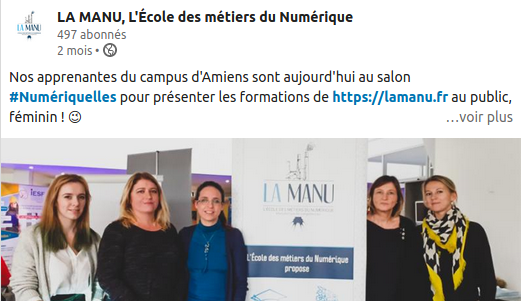 LA MANU, L'École des métiers du Numérique
497 abonnés
2 mois •
Nos apprenantes du campus d'Amiens sont aujourd'hui au salon
#Numériquelles pour présenter les formations de https://lamanu.fr au public,
féminin ! 😉
...voir plus
LA MANU
L'École des métiers du Numérique
propose